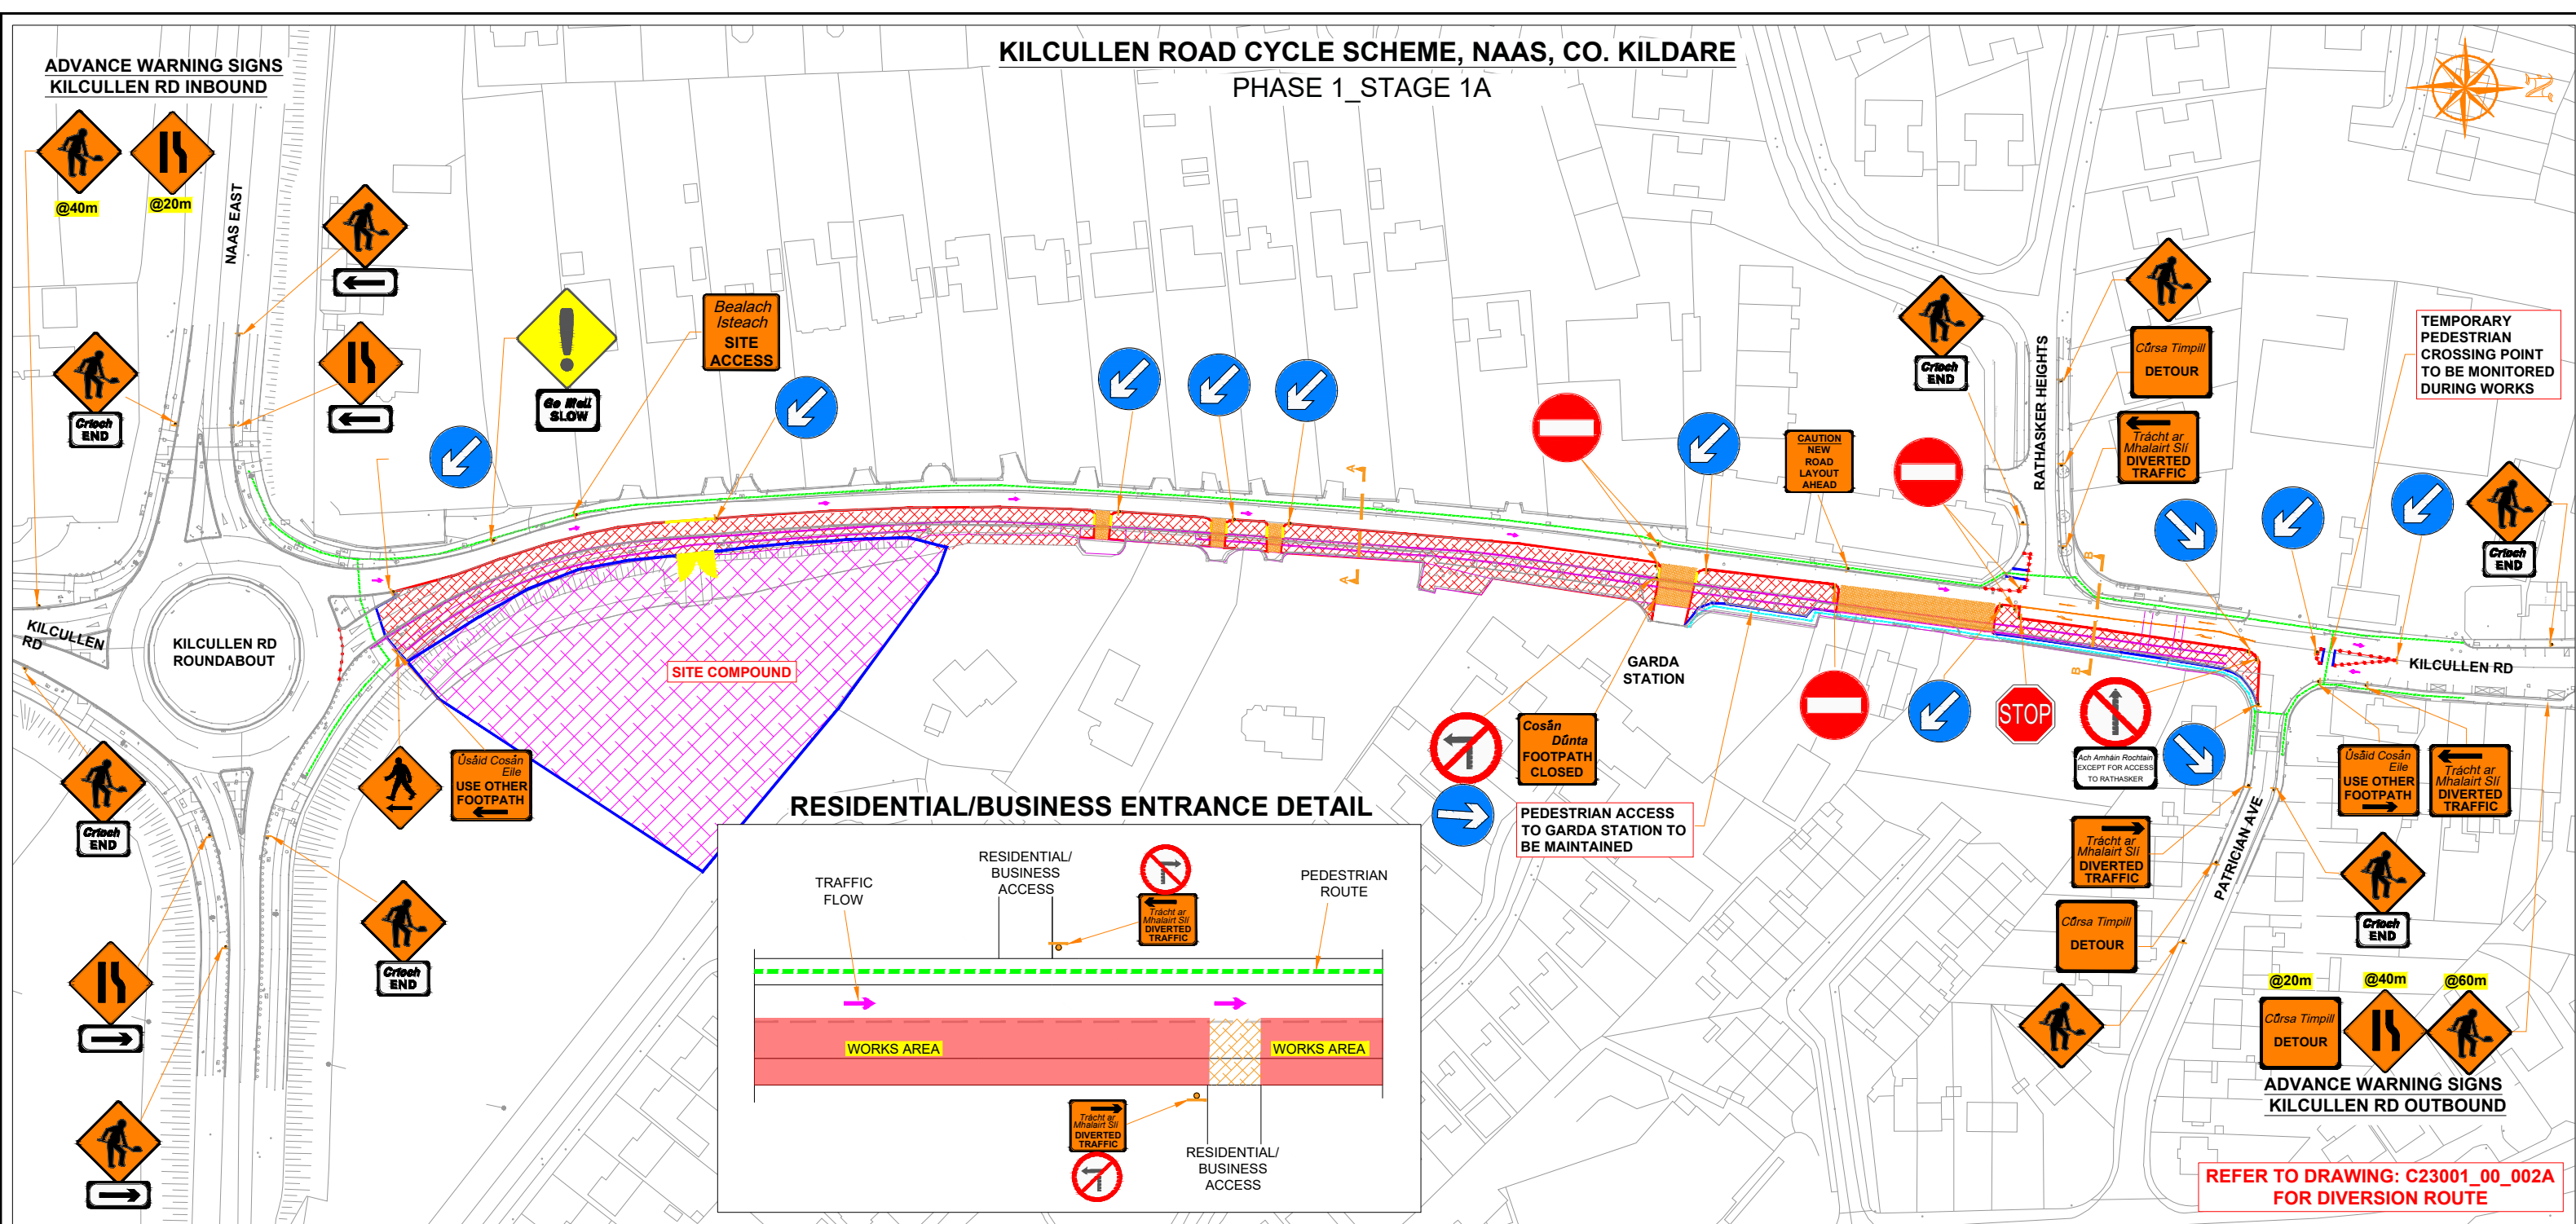 KILCULLEN ROAD CYCLE SCHEME, NAAS, CO. KILDARE
PHASE 1_STAGE 1A
ADVANCE WARNING SIGNS
KILCULLEN RD INBOUND
@40m
@20m
NAAS EAST
Críoch
END
Go Mall
SLOW
Bealach
Isteach
SITE
ACCESS
A
A
CAUTION
NEW
ROAD
LAYOUT
AHEAD
Críoch
END
RATHASKER HEIGHTS
Cúrsa Timpill
DETOUR
Trácht ar
Mhalairt Slí
DIVERTED
TRAFFIC
TEMPORARY
PEDESTRIAN
CROSSING POINT
TO BE MONITORED
DURING WORKS
Críoch
END
B
B
KILCULLEN
RD
KILCULLEN RD
ROUNDABOUT
SITE COMPOUND
GARDA
STATION
KILCULLEN RD
STOP
Ach Amháin Rochtain
EXCEPT FOR ACCESS
TO RATHASKER
Críoch
END
Úsáid Cosán
Eile
USE OTHER
FOOTPATH
Cosán
Dúnta
FOOTPATH
CLOSED
PEDESTRIAN ACCESS
TO GARDA STATION TO
BE MAINTAINED
Úsáid Cosán
Eile
USE OTHER
FOOTPATH
Trácht ar
Mhalairt Slí
DIVERTED
TRAFFIC
Trácht ar
Mhalairt Slí
DIVERTED
TRAFFIC
PATRICIAN AVE
Cúrsa Timpill
DETOUR
Críoch
END
Críoch
END
RESIDENTIAL/BUSINESS ENTRANCE DETAIL
TRAFFIC
FLOW
RESIDENTIAL/
BUSINESS
ACCESS
Trácht ar
Mhalairt Slí
DIVERTED
TRAFFIC
PEDESTRIAN
ROUTE
WORKS AREA
WORKS AREA
Trácht ar
Mhalairt Slí
DIVERTED
TRAFFIC
RESIDENTIAL/
BUSINESS
ACCESS
@20m
@40m
@60m
Cúrsa Timpill
DETOUR
ADVANCE WARNING SIGNS
KILCULLEN RD OUTBOUND
REFER TO DRAWING: C23001_00_002A
FOR DIVERSION ROUTE
N